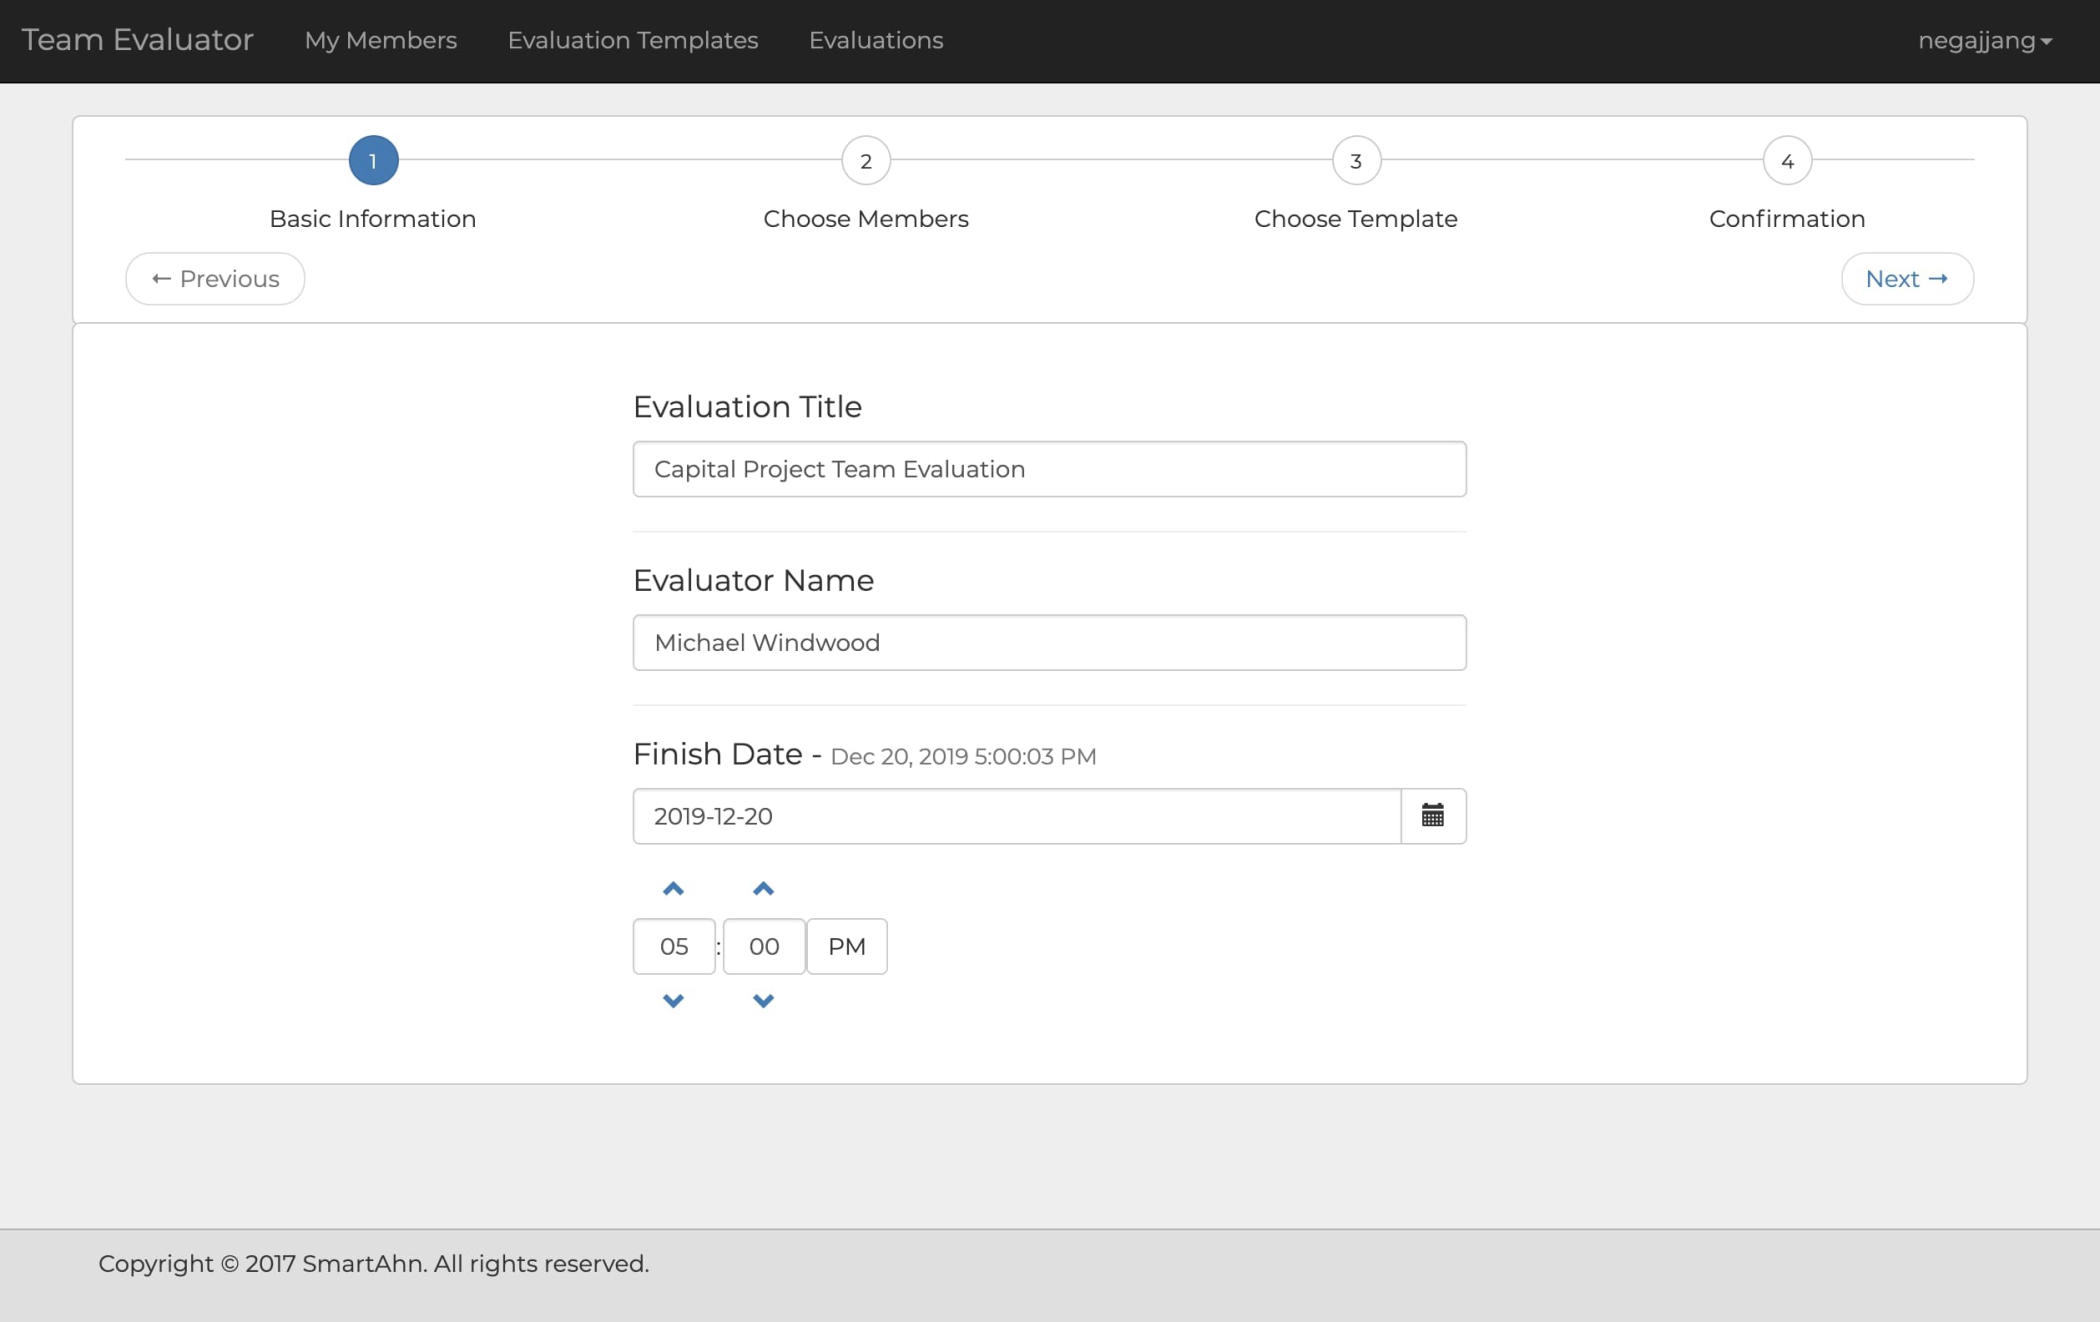 Team Evaluator My Members Evaluation Templates Evaluations negajjang
1 2 3 4
Basic Information Choose Members Choose Template Confirmation
← Previous Next →
Evaluation Title
Capital Project Team Evaluation
Evaluator Name
Michael Windwood
Finish Date - Dec 20, 2019 5:00:03 PM
2019-12-20
05 : 00 PM
Copyright © 2017 SmartAhn. All rights reserved.